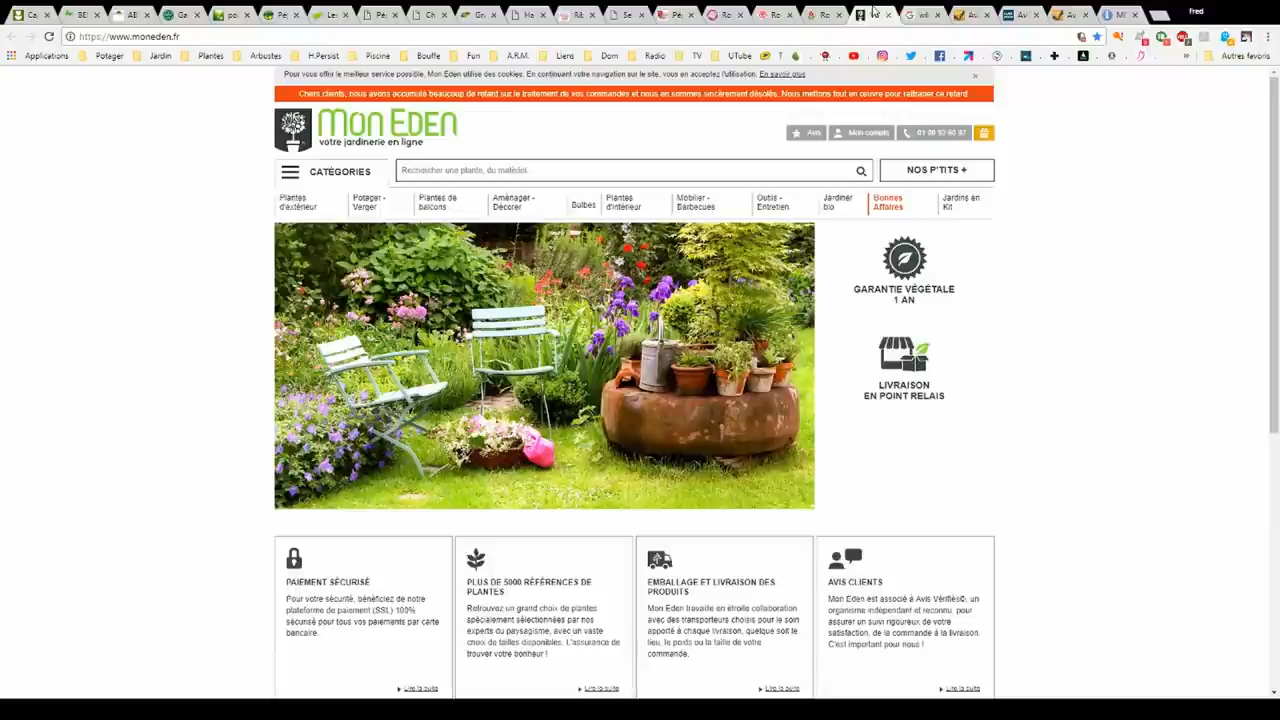 Fred
https://www.moneden.fr
Applications Potager Jardin Plantes Arbustes H.Persist Piscine Bouffe Fun A.R.M. Liens Dom Radio TV UTube Autres favoris
Pour vous offrir le meilleur service possible, Mon Eden utilise des cookies. En continuant votre navigation sur le site, vous en acceptez l'utilisation. En savoir plus
Chers clients, nous avons accumulé beaucoup de retard sur le traitement de vos commandes et nous en sommes sincèrement désolés. Nous mettons tout en œuvre pour rattraper ce retard
MON EDEN
votre jardinerie en ligne
Avis Mon compte
CATÉGORIES
Rechercher une plante, du matériel,
NOS P'TITS +
Plantes d'extérieur
Potager - Verger
Plantes de balcons
Aménager - Décorer
Bulbes
Plantes d'intérieur
Mobilier - Barbecues
Outils - Entretien
Jardiner bio
Bonnes Affaires
Jardins en Kit
GARANTIE VÉGÉTALE
1 AN
LIVRAISON
EN POINT RELAIS
PAIEMENT SÉCURISÉ
Pour votre sécurité, bénéficiez de notre
plateforme de paiement (SSL) 100%
sécurisé pour tous vos paiements par carte
bancaire.
Lire la suite
PLUS DE 5000 RÉFÉRENCES DE
PLANTES
Retrouvez un grand choix de plantes
spécialement sélectionnées par nos
experts du paysagisme, avec un vaste
choix de tailles disponibles. L'assurance de
trouver votre bonheur !
Lire la suite
EMBALLAGE ET LIVRAISON DES
PRODUITS
Mon Eden travaille en étroite collaboration
avec des transporteurs choisis pour le soin
apporté à chaque livraison, quelque soit le
lieu, le poids ou la taille de votre
commande.
Lire la suite
AVIS CLIENTS
Mon Eden est associé à Avis Vérifiés©, un
organisme indépendant et reconnu, pour
assurer un suivi rigoureux de votre
satisfaction, de la commande à la livraison.
C'est important pour nous !
Lire la suite